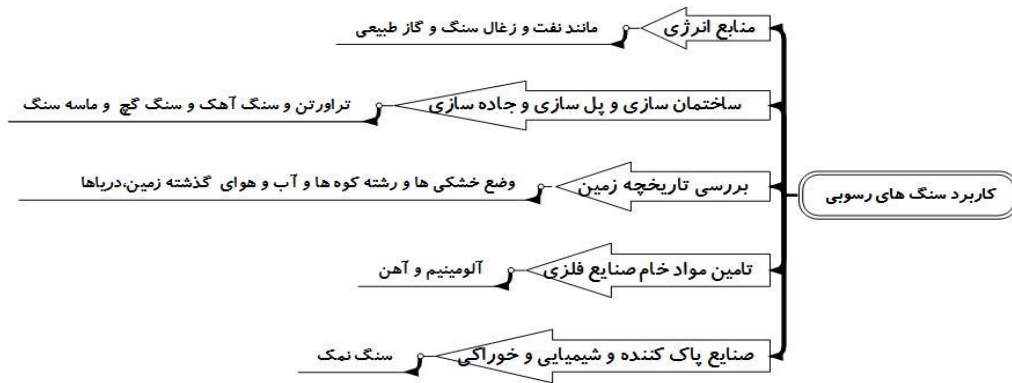 کاربرد سنگ های رسوبی
منابع انرژی
مانند نفت و زغال سنگ و گاز طبیعی
ساختمان سازی و پل سازی و جاده سازی
تراورتن و سنگ آهک و سنگ گچ و ماسه سنگ
بررسی تاریخچه زمین
وضع خشکی ها و رشته کوه ها و آب و هوای گذشته زمین،دریاها
تامین مواد خام صنایع فلزی
آلومینیم و آهن
صنایع پاک کننده و شیمیایی و خوراکی
سنگ نمک